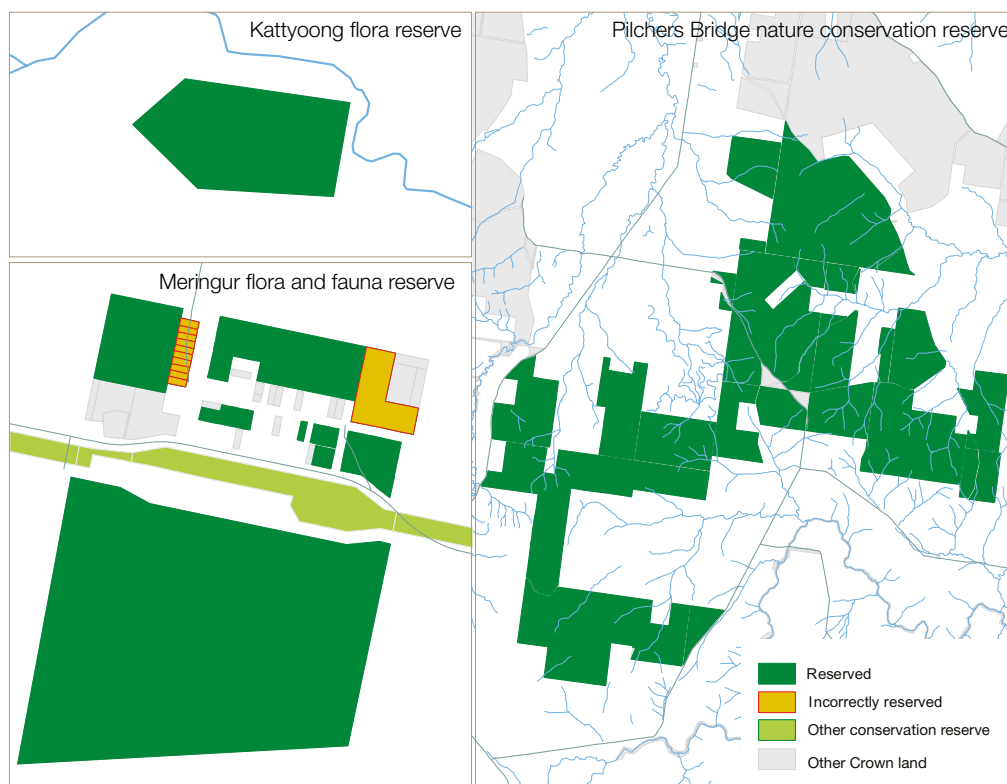 Kattyoong flora reserve
Pilchers Bridge nature conservation reserve
Meringur flora and fauna reserve
Reserved
Incorrectly reserved
Other conservation reserve
Other Crown land